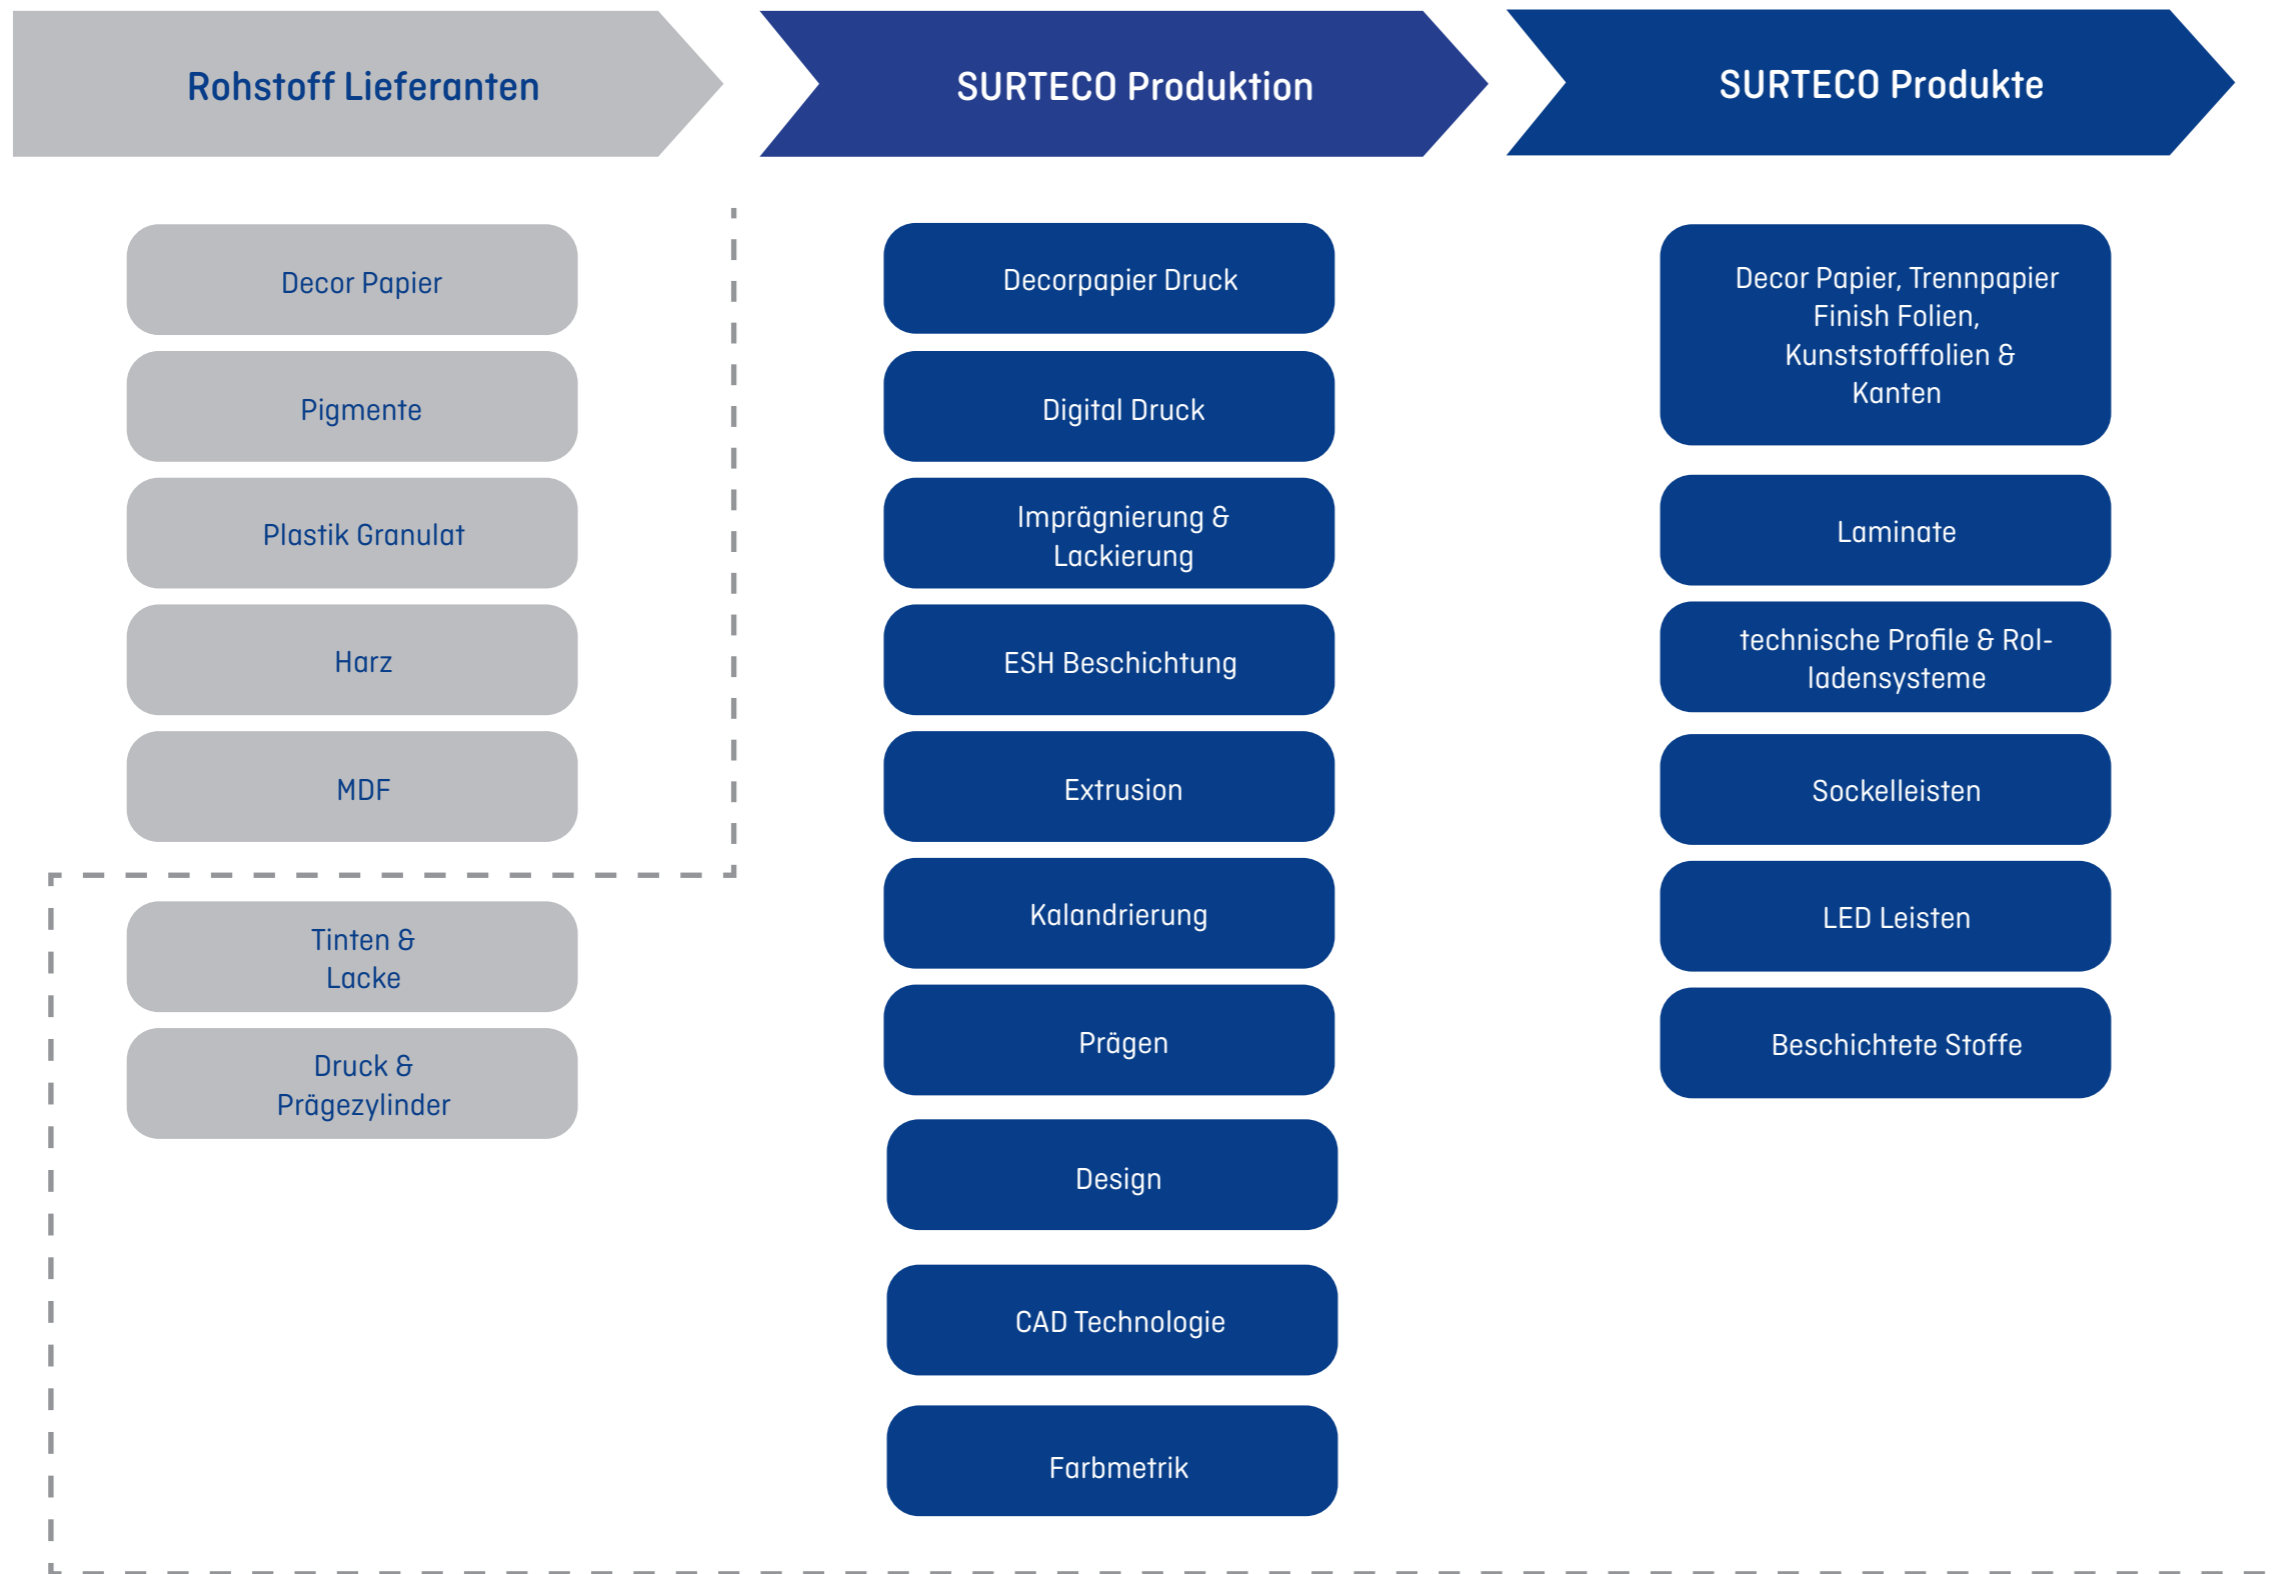 Rohstoff Lieferanten
SURTECO Produktion
SURTECO Produkte
Decor Papier
Pigmente
Plastik Granulat
Harz
MDF
Tinten &
Lacke
Druck &
Prägezylinder
Decorpapier Druck
Digital Druck
Imprägnierung &
Lackierung
ESH Beschichtung
Extrusion
Kalandrierung
Prägen
Design
CAD Technologie
Farbmetrik
Decor Papier, Trennpapier
Finish Folien,
Kunststofffolien &
Kanten
Laminate
technische Profile & Rol-
ladensysteme
Sockelleisten
LED Leisten
Beschichtete Stoffe